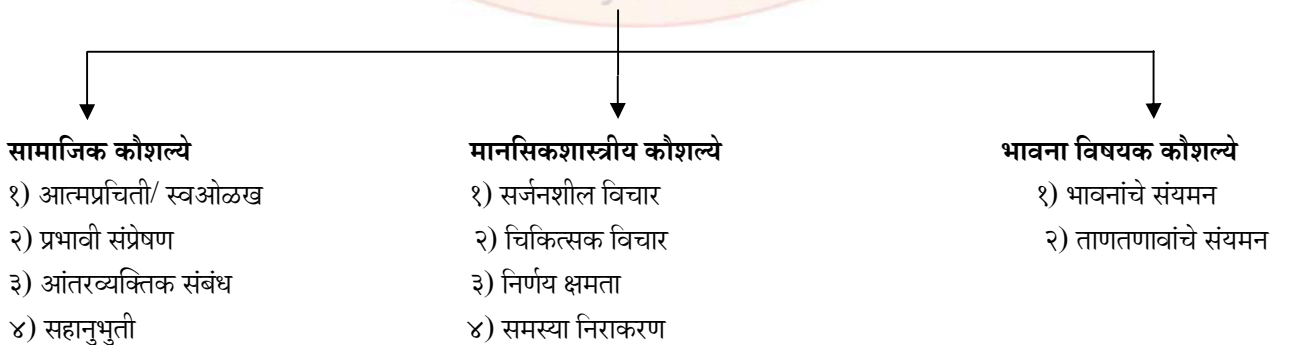 सामाजिक कौशल्ये
१) आत्मप्रचिती/ स्वओळख
२) प्रभावी संप्रेषण
३) आंतरव्यक्तिक संबंध
४) सहानुभुती
मानसिकशास्त्रीय कौशल्ये
१) सर्जनशील विचार
२) चिकित्सक विचार
३) निर्णय क्षमता
४) समस्या निराकरण
भावना विषयक कौशल्ये
१) भावनांचे संयमन
२) ताणतणावांचे संयमन